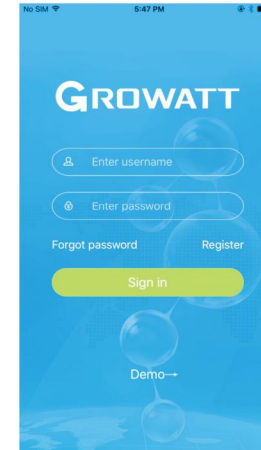 No SIM 5:47 PM
GROWATT
Enter username
Enter password
Forgot password Register
Sign in
Demo→